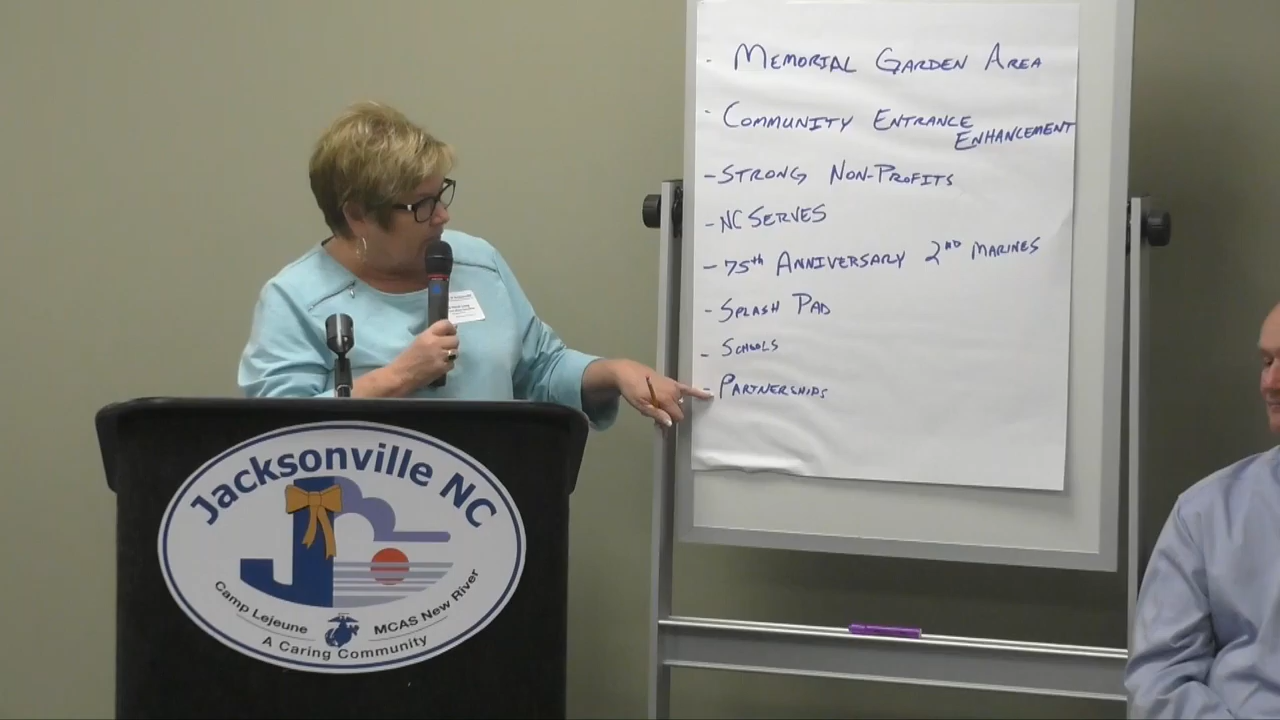 - MEMORIAL GARDEN AREA
- COMMUNITY ENTRANCE
ENHANCEMENT
- STRONG NON-PROFITS
- NC SERVES
- 75th ANNIVERSARY 2ND MARINES
- SPLASH PAD
- SCHOOLS
- PARTNERSHIPS
Jacksonville NC
Camp Lejeune MCAS New River
A Caring Community